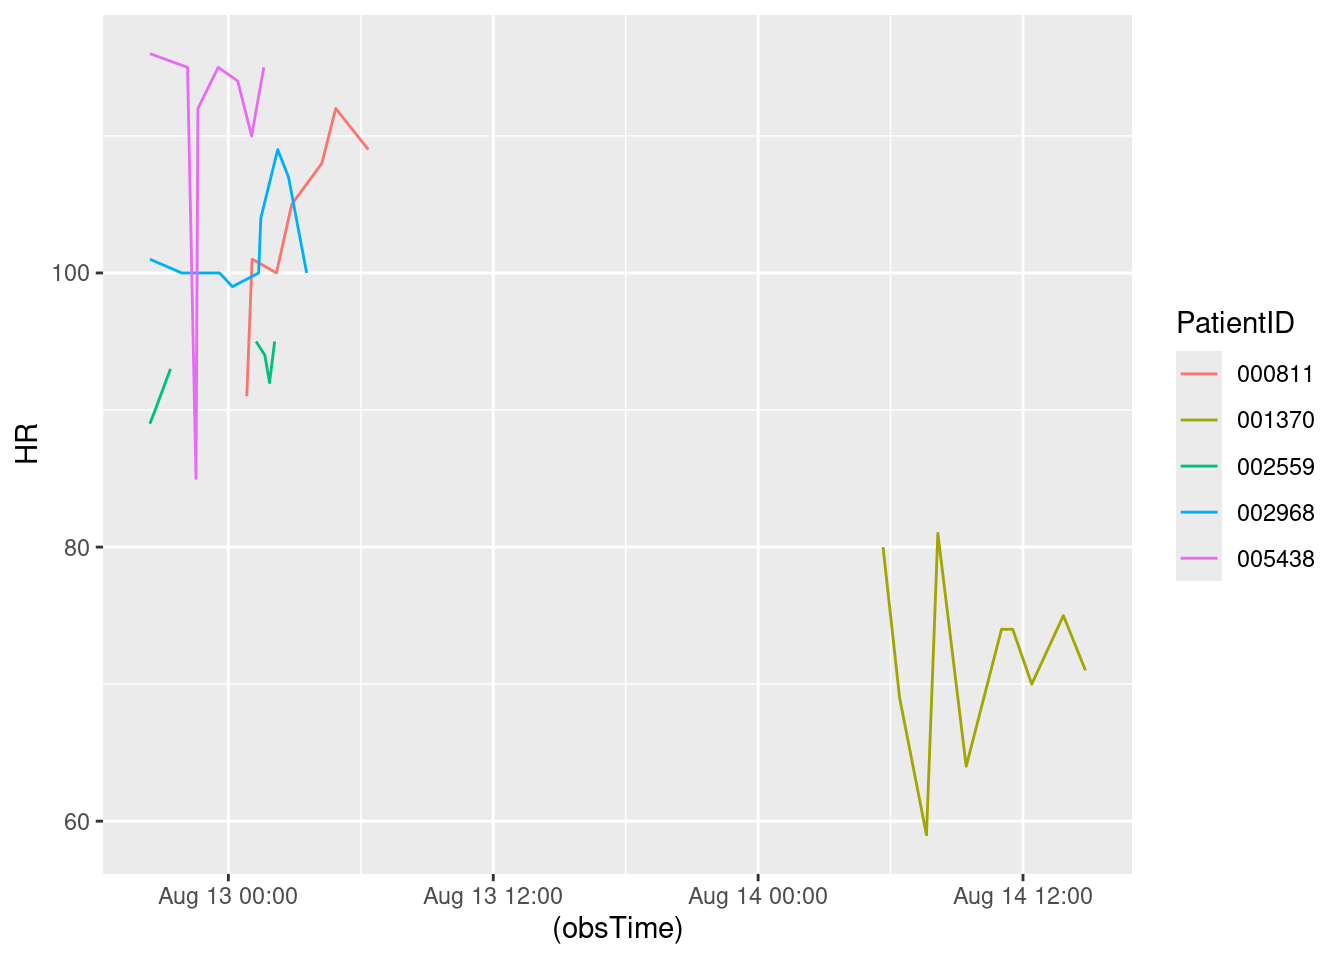 HR
100
80
60
Aug 13 00:00
Aug 13 12:00
Aug 14 00:00
Aug 14 12:00
(obsTime)
PatientID
000811
001370
002559
002968
005438